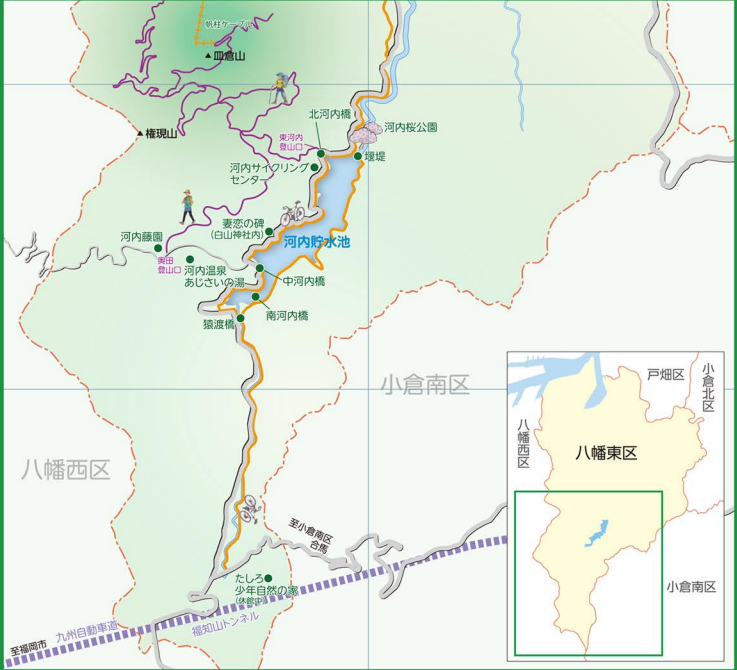 帆柱ケーブル
▲皿倉山
▲権現山
北河内橋
東河内
登山口
河内桜公園
堰堤
河内サイクリング
センター
妻恋の碑
(白山神社内)
河内貯水池
河内藤園
奥田
登山口
河内温泉
あじさいの湯
中河内橋
南河内橋
猿渡橋
小倉南区
八幡西区
至小倉南区
合馬
たしろ
少年自然の家
(休館中)
九州自動車道
福知山トンネル
至福岡市
戸畑区
小倉北区
八幡西区
八幡東区
小倉南区